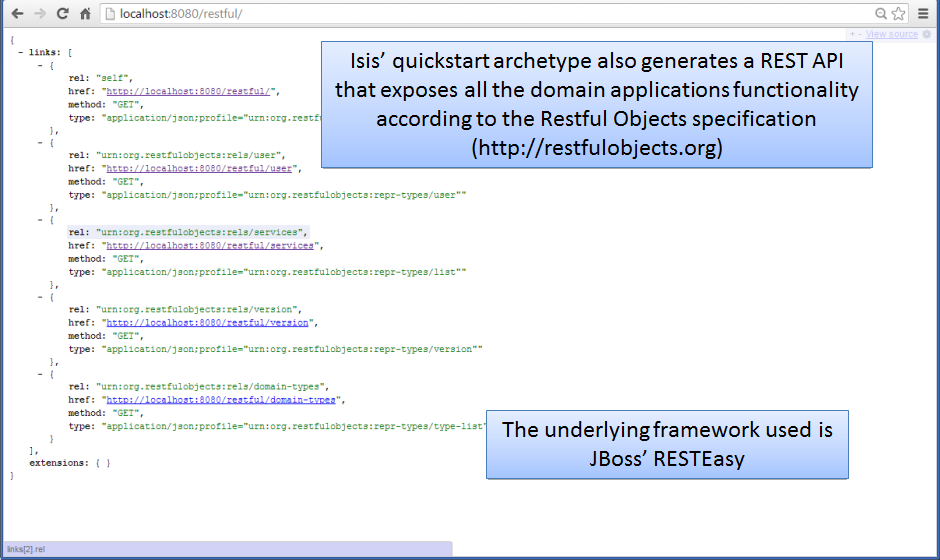 localhost:8080/restful/
+ - View source
{
- links: [
- {
rel: "self",
href: "http://localhost:8080/restful/",
method: "GET",
type: "application/json;profile="urn:org.restf
},
- {
rel: "urn:org.restfulobjects:rels/user",
href: "http://localhost:8080/restful/user",
method: "GET",
type: "application/json;profile="urn:org.restfulobjects:repr-types/user""
},
- {
rel: "urn:org.restfulobjects:rels/services",
href: "http://localhost:8080/restful/services",
method: "GET",
type: "application/json;profile="urn:org.restfulobjects:repr-types/list""
},
- {
rel: "urn:org.restfulobjects:rels/version",
href: "http://localhost:8080/restful/version",
method: "GET",
type: "application/json;profile="urn:org.restfulobjects:repr-types/version""
},
- {
rel: "urn:org.restfulobjects:rels/domain-types",
href: "http://localhost:8080/restful/domain-types",
method: "GET",
type: "application/json;profile="urn:org.restfulobjects:repr-types/type-list"
}
],
extensions: { }
}
Isis’ quickstart archetype also generates a REST API
that exposes all the domain applications functionality
according to the Restful Objects specification
(http://restfulobjects.org)
The underlying framework used is
JBoss’ RESTEasy
links[2].rel